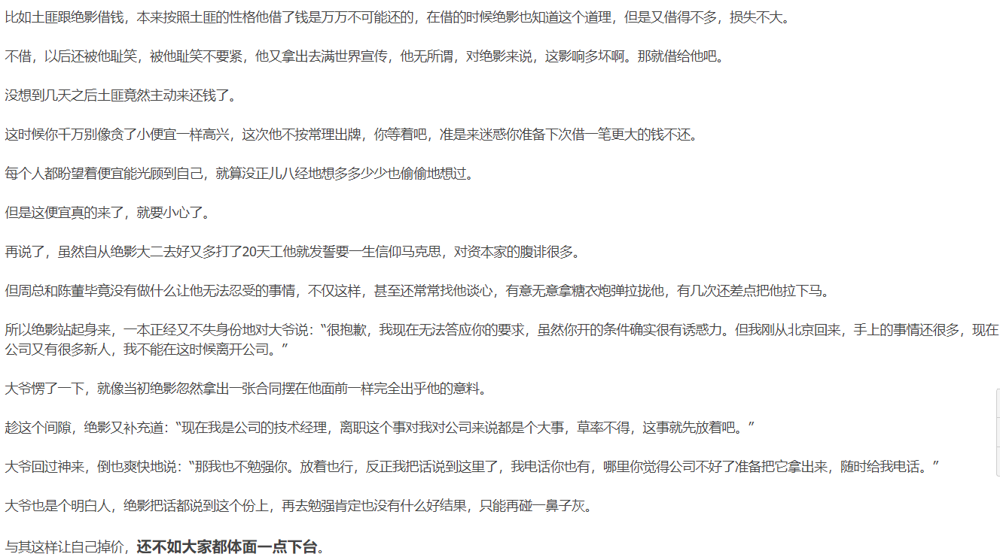 比如土匪跟绝影借钱，本来按照土匪的性格他借了钱是万万不可能还的，在借的时候绝影也知道这个道理，但是又借得不多，损失不大。
不借，以后还被他耻笑，被他耻笑不要紧，他又拿出去满世界宣传，他无所谓，对绝影来说，这影响多坏啊。那就借给他吧。
没想到几天之后土匪竟然主动来还钱了。
这时候你千万别像贪了小便宜一样高兴，这次他不按常理出牌，你等着吧，准是来迷惑你准备下次借一笔更大的钱不还。
每个人都盼望着便宜能光顾到自己，就算没正儿八经地想多多少少也偷偷地想过。
但是这便宜真的来了，就要小心了。
再说了，虽然自从绝影大二去好又多打了20天工他就发誓要一生信仰马克思，对资本家的腹诽很多。
但周总和陈董毕竟没有做什么让他无法忍受的事情，不仅这样，甚至还常常找他谈心，有意无意拿糖衣炮弹拉拢他，有几次还差点把他拉下马。
所以绝影站起身来，一本正经又不失身份地对大爷说：“很抱歉，我现在无法答应你的要求，虽然你开的条件确实很有诱惑力。但我刚从北京回来，手上的事情还很多，现在
公司又有很多新人，我不能在这时候离开公司。”
大爷愣了一下，就像当初绝影忽然拿出一张合同摆在他面前一样完全出乎他的意料。
趁这个间隙，绝影又补充道：“现在我是公司的技术经理，离职这个事对我对公司来说都是个大事，草率不得，这事就先放着吧。”
大爷回过神来，倒也爽快地说：“那我也不勉强你。放着也行，反正我把话说到这里了，我电话你也有，哪里你觉得公司不好了准备把它拿出来，随时给我电话。”
大爷也是个明白人，绝影把话都说到这个份上，再去勉强肯定也没有什么好结果，只能再碰一鼻子灰。
与其这样让自己掉价，还不如大家都体面一点下台。